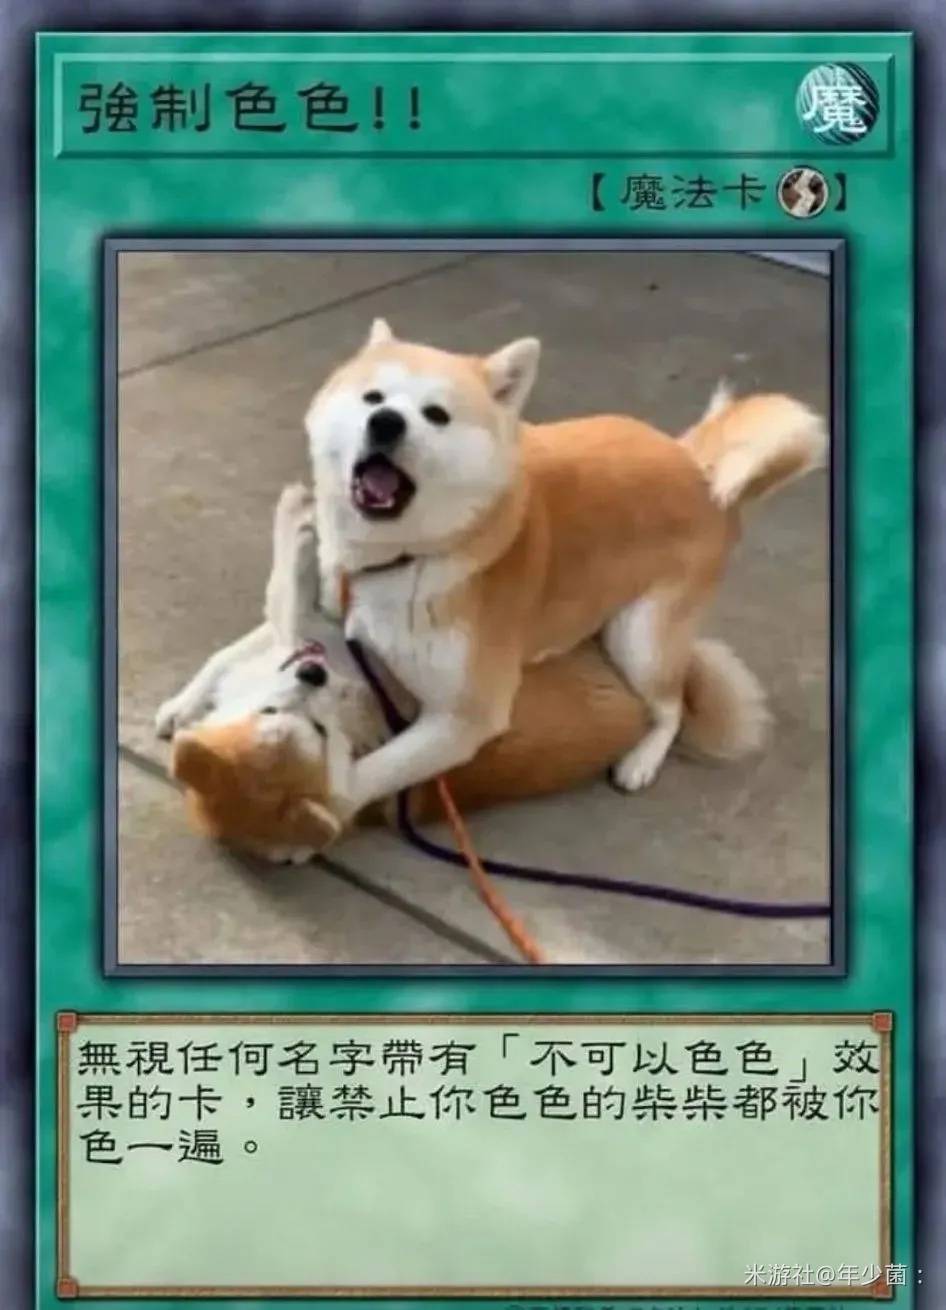 強制色色!!
魔
【魔法卡】
無視任何名字帶有「不可以色色」效
果的卡，讓禁止你色色的柴柴都被你
色一遍。
米游社@年少菌：